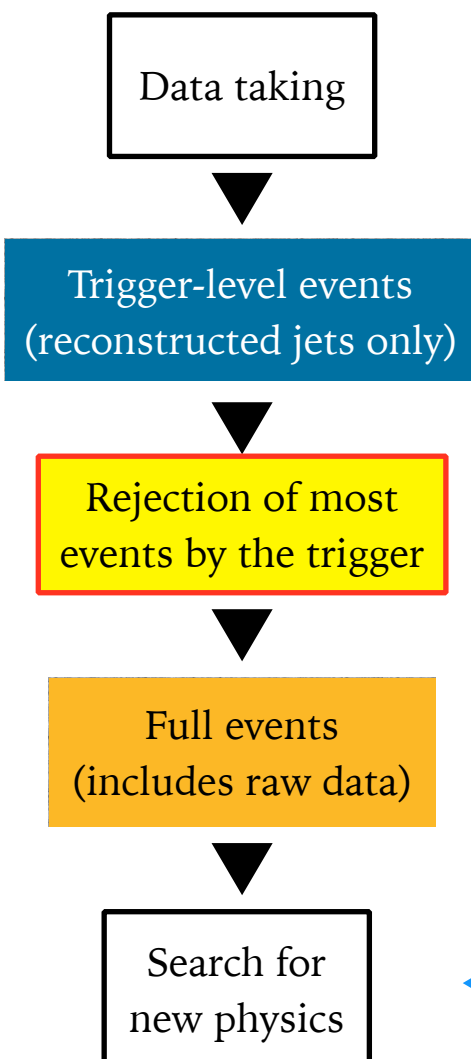 Data taking
Trigger-level events
(reconstructed jets only)
Rejection of most
events by the trigger
Full events
(includes raw data)
Search for
new physics